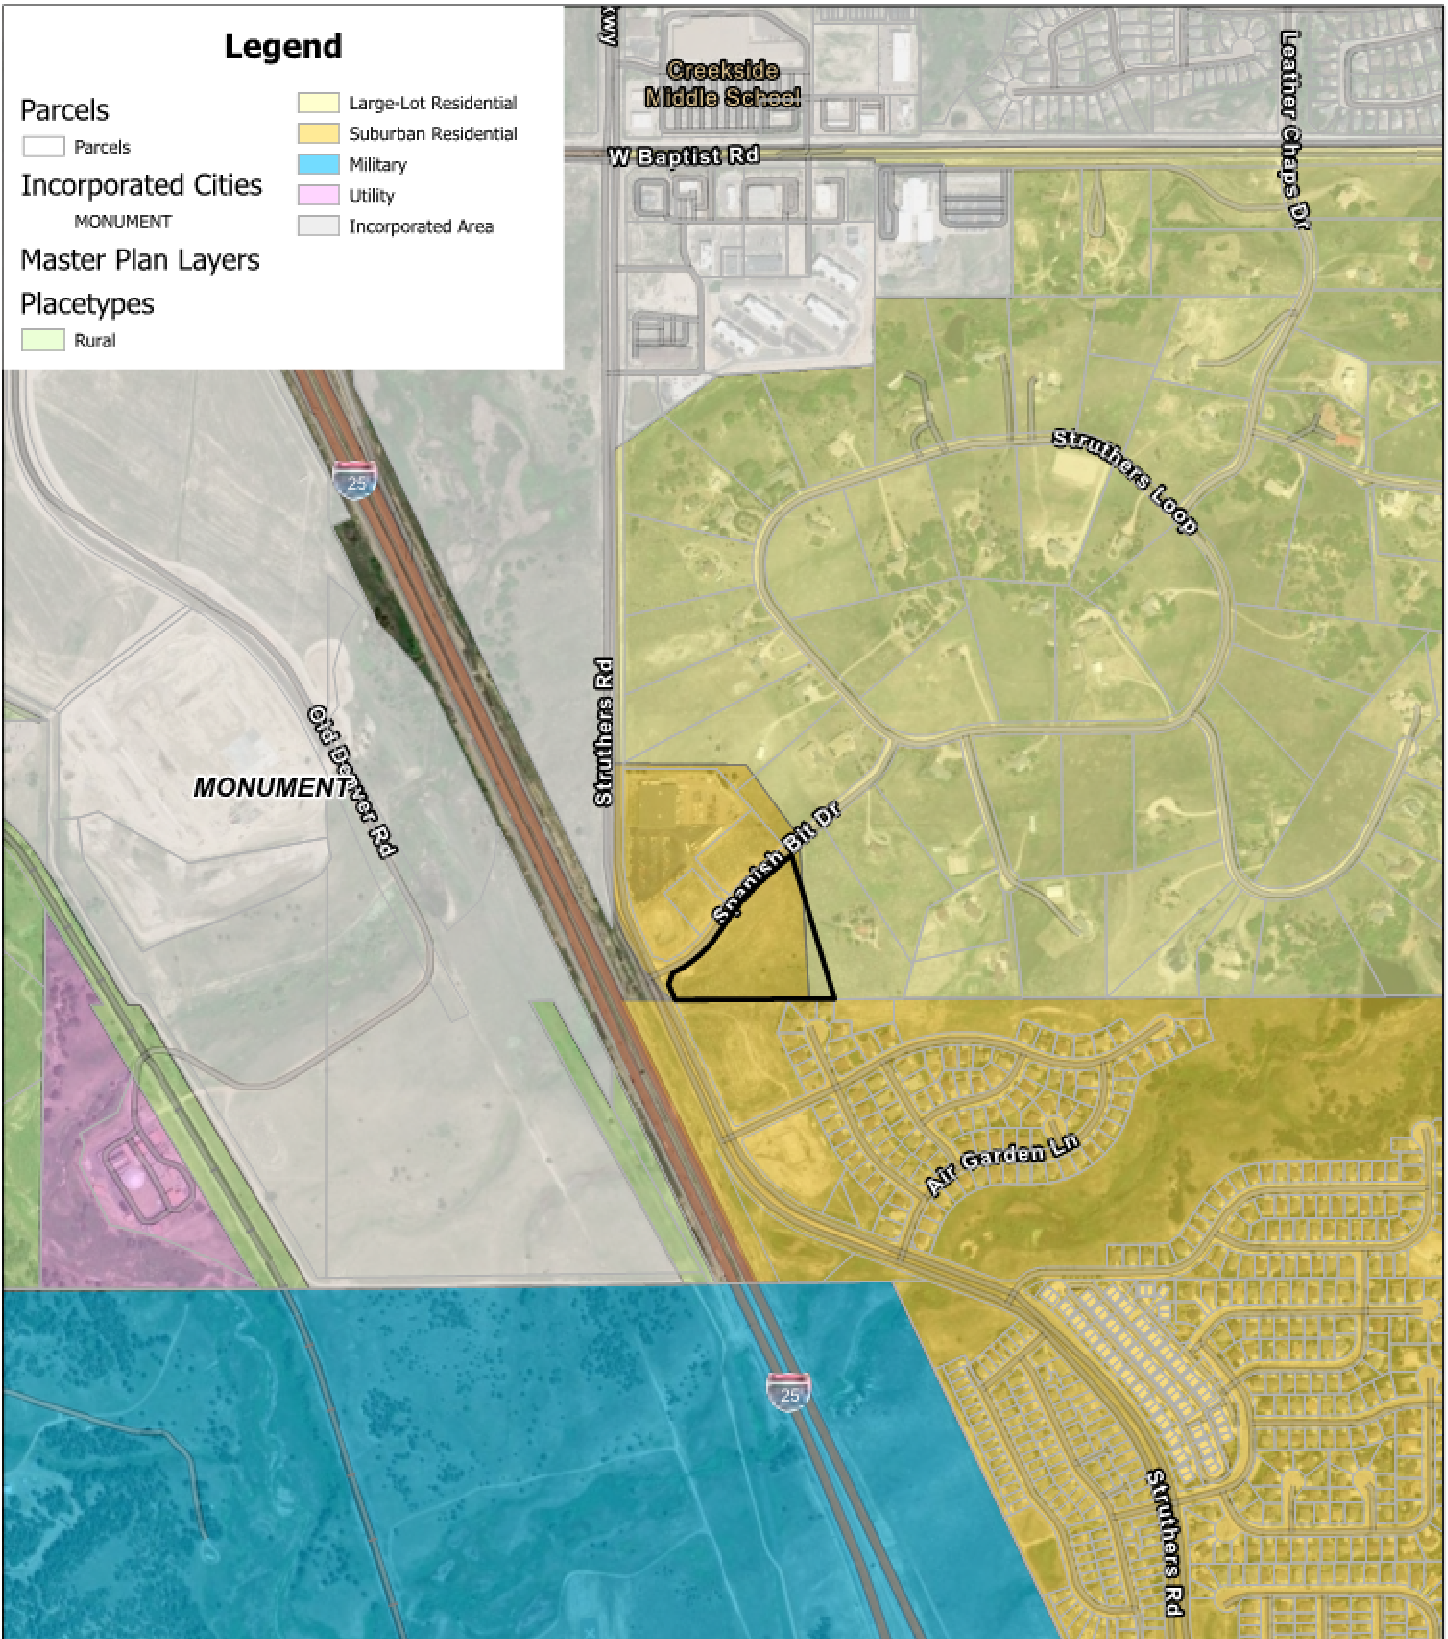 Legend
Parcels
Parcels
Incorporated Cities
MONUMENT
Master Plan Layers
Placetypes
Rural
Large-Lot Residential
Suburban Residential
Military
Utility
Incorporated Area
kwy
Creekside
Middle School
W Baptist Rd
Leather Chaps Dr
25
Struthers Loop
Struthers Rd
Old Denver Rd
MONUMENT
Spanish Bit Dr
Air Garden Ln
25
Struthers Rd